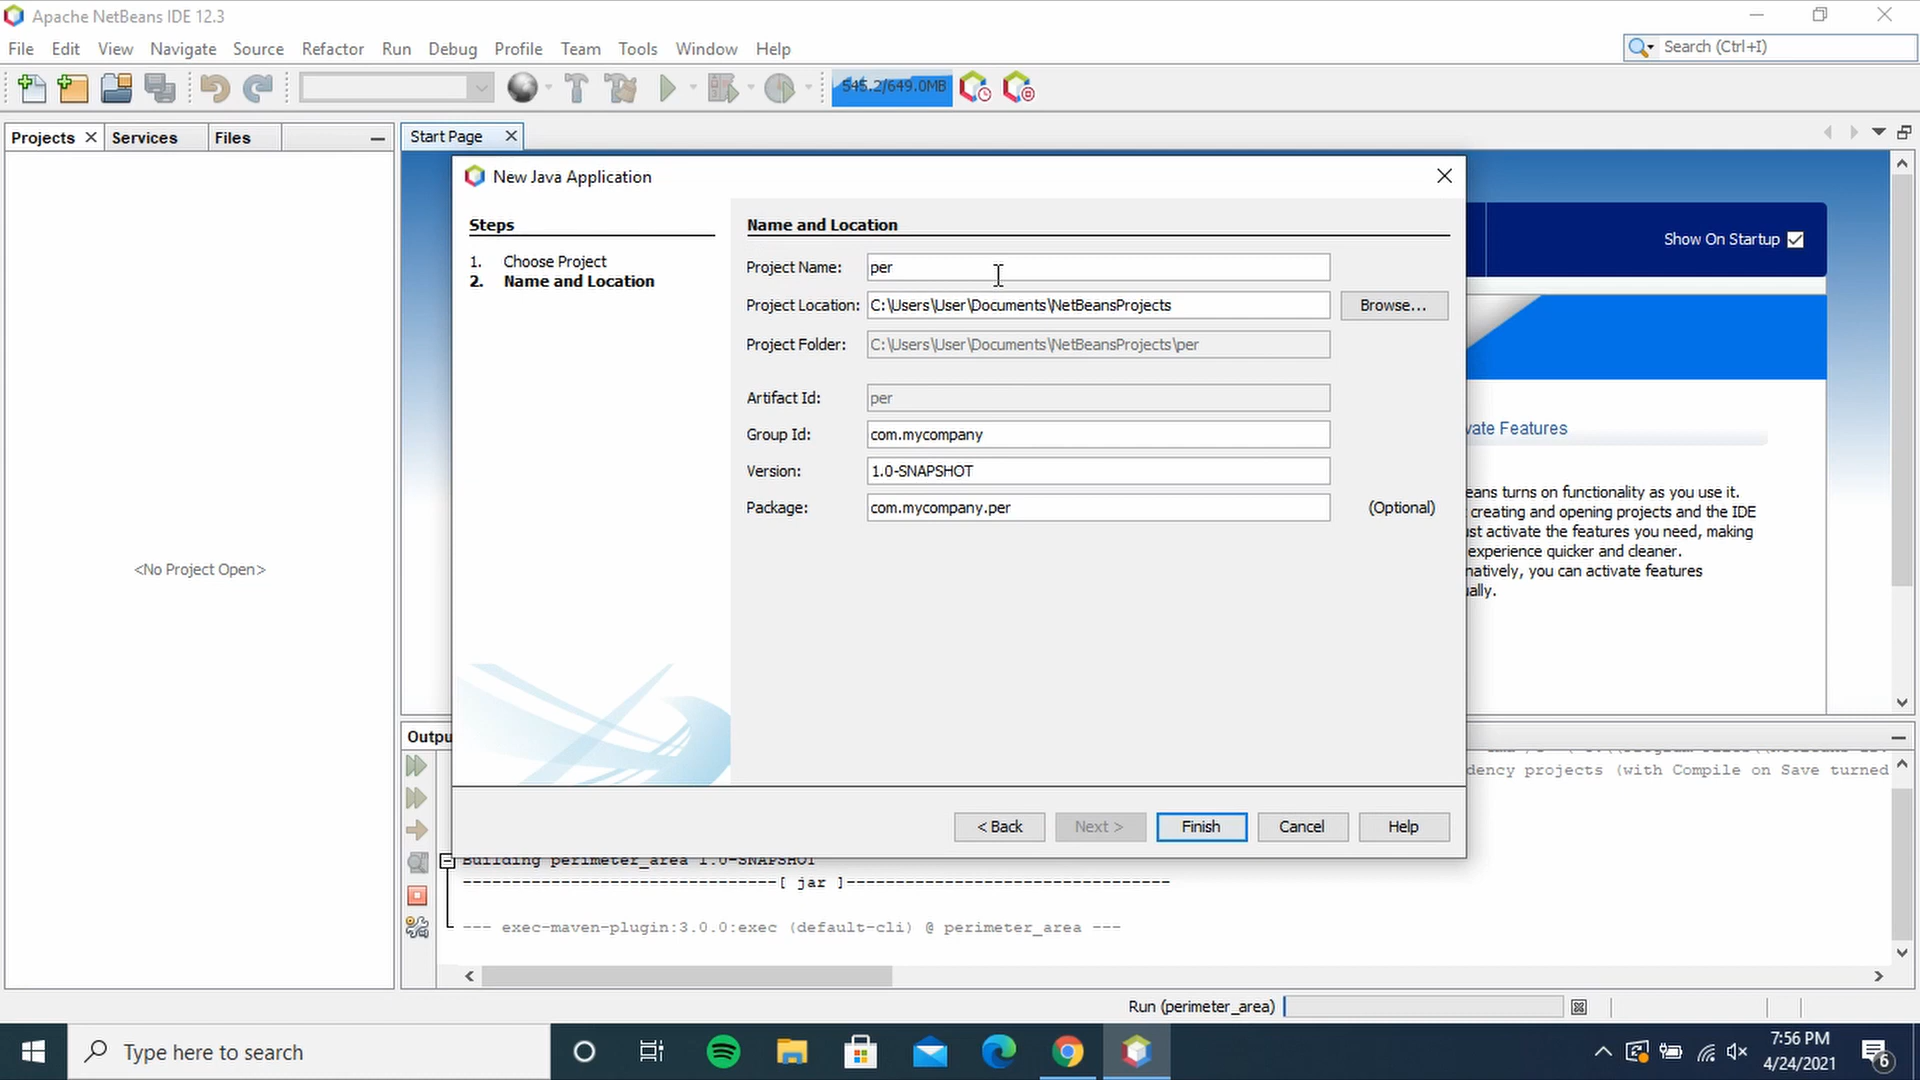 Apache NetBeans IDE 12.3
File Edit View Navigate Source Refactor Run Debug Profile Team Tools Window Help
Search (Ctrl+I)
545.2/649.0MB
Projects Services Files
Start Page
New Java Application
Steps
1. Choose Project
2. Name and Location
Name and Location
Project Name: per
Project Location: C:\Users\User\Documents\NetBeansProjects Browse...
Project Folder: C:\Users\User\Documents\NetBeansProjects\per
Artifact Id: per
Group Id: com.mycompany
Version: 1.0-SNAPSHOT
Package: com.mycompany.per (Optional)
< Back Next > Finish Cancel Help
Show On Startup
vate Features
eans turns on functionality as you use it.
creating and opening projects and the IDE
st activate the features you need, making
experience quicker and cleaner.
natively, you can activate features
ally.
<No Project Open>
Outpu
dency projects (with Compile on Save turned
Building perimeter_area 1.0-SNAPSHOT
--------------------------------[ jar ]---------------------------------
--- exec-maven-plugin:3.0.0:exec (default-cli) @ perimeter_area ---
Run (perimeter_area)
Type here to search
7:56 PM
4/24/2021
6